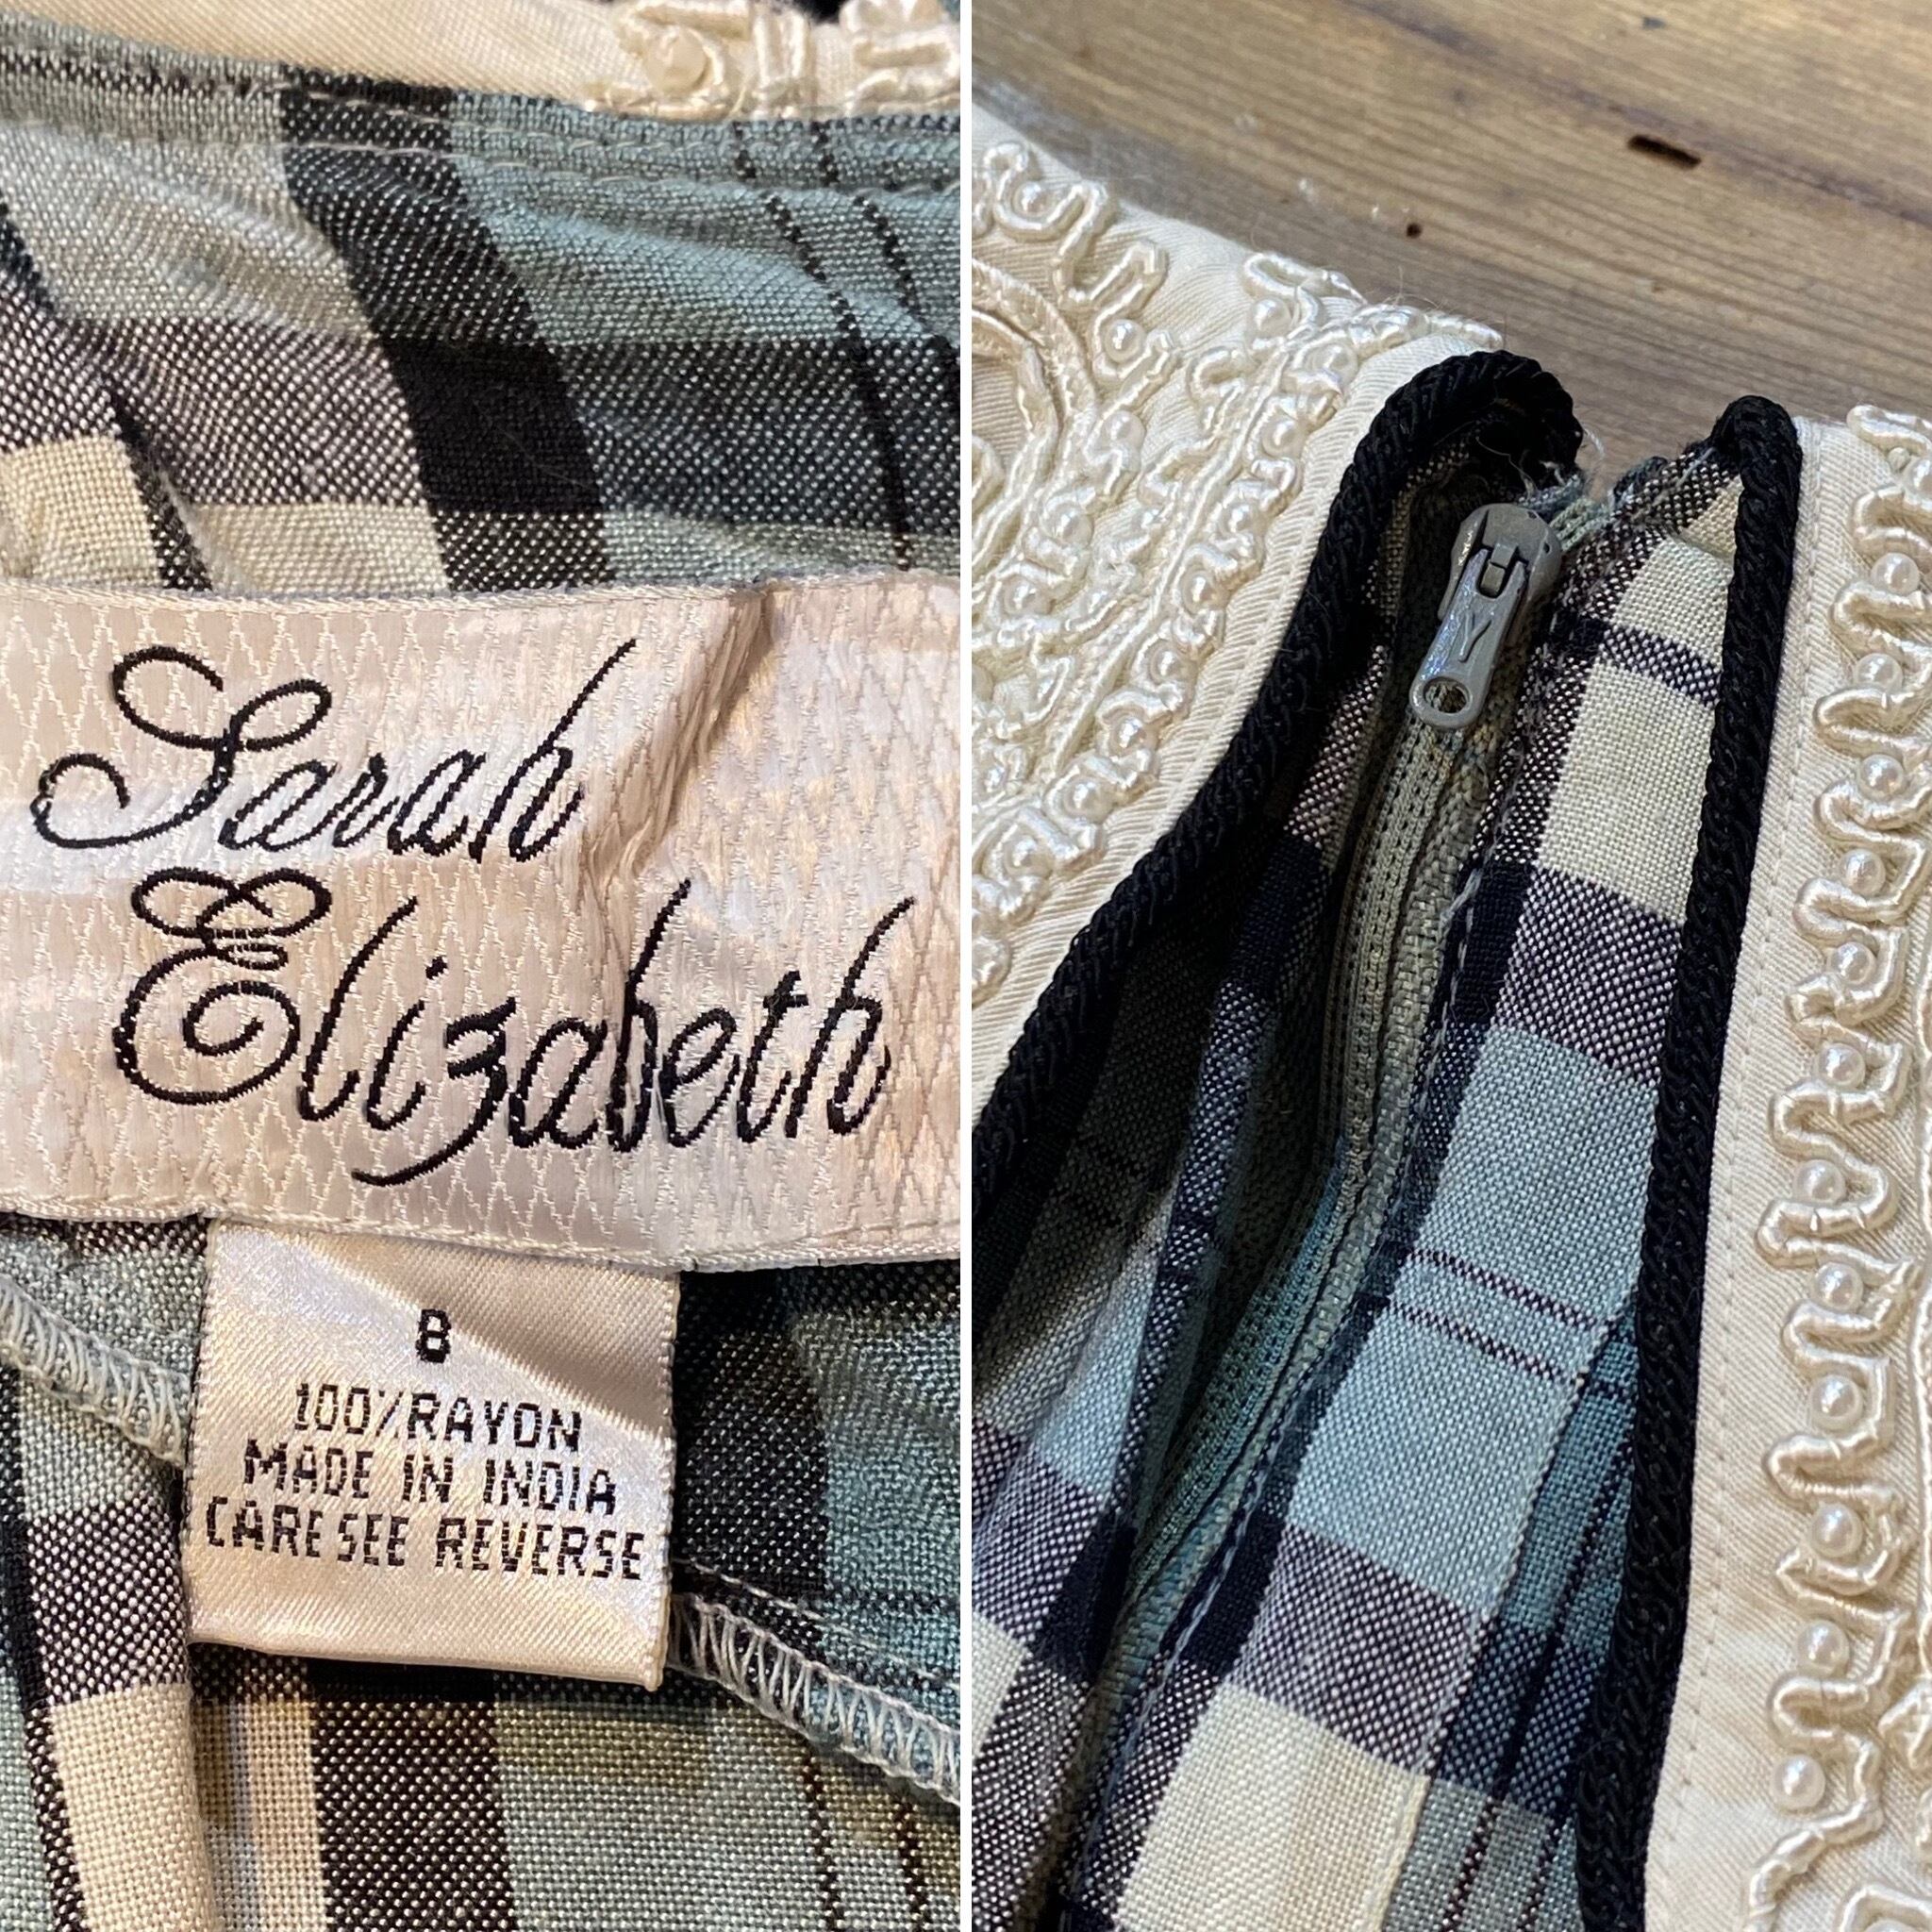 Sarah
Elizabeth
8
100%RAYON
MADE IN INDIA
CARE SEE REVERSE
Y